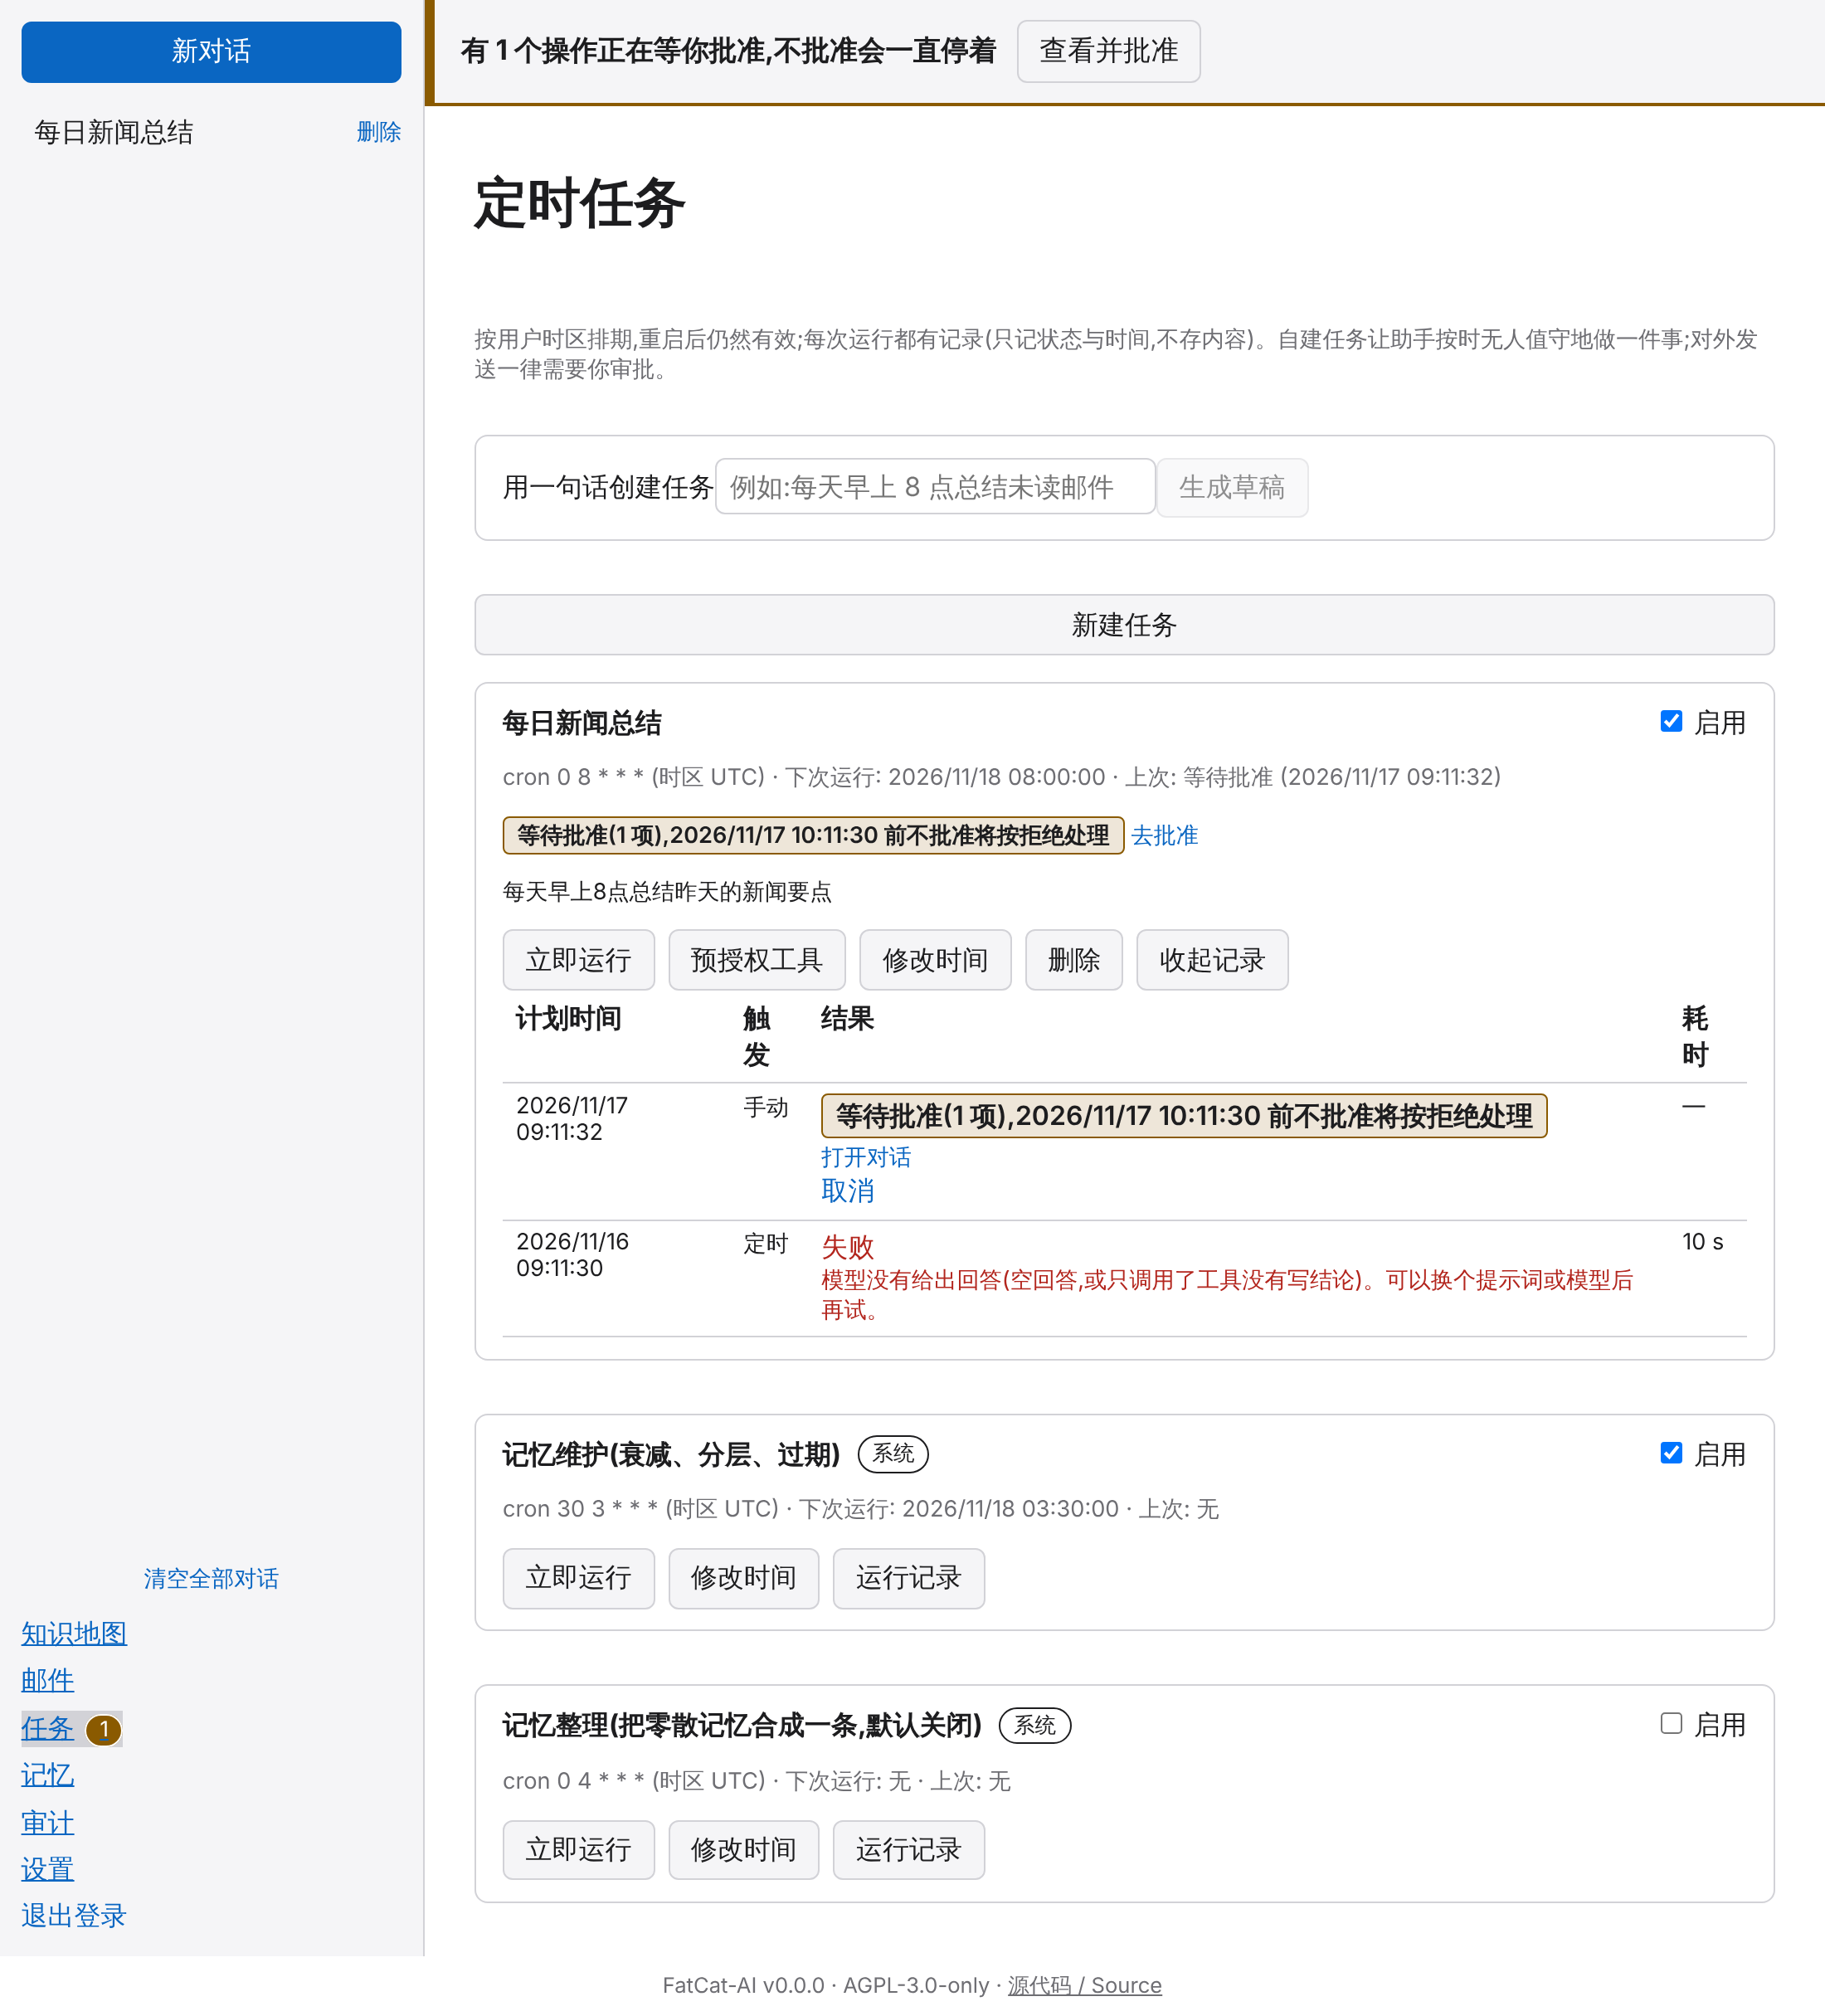 新对话
每日新闻总结 删除
清空全部对话
知识地图
邮件
任务 1
记忆
审计
设置
退出登录
有 1 个操作正在等你批准,不批准会一直停着 查看并批准
定时任务
按用户时区排期,重启后仍然有效;每次运行都有记录(只记状态与时间,不存内容)。自建任务让助手按时无人值守地做一件事;对外发
送一律需要你审批。
用一句话创建任务 例如:每天早上 8 点总结未读邮件 生成草稿
新建任务
每日新闻总结 启用
cron 0 8 * * * (时区 UTC) · 下次运行: 2026/11/18 08:00:00 · 上次: 等待批准 (2026/11/17 09:11:32)
等待批准(1 项),2026/11/17 10:11:30 前不批准将按拒绝处理 去批准
每天早上8点总结昨天的新闻要点
立即运行 预授权工具 修改时间 删除 收起记录
计划时间 触发 结果 耗时
2026/11/17 09:11:32 手动 等待批准(1 项),2026/11/17 10:11:30 前不批准将按拒绝处理 —
打开对话
取消
2026/11/16 09:11:30 定时 失败 10 s
模型没有给出回答(空回答,或只调用了工具没有写结论)。可以换个提示词或模型后
再试。
记忆维护(衰减、分层、过期) 系统 启用
cron 30 3 * * * (时区 UTC) · 下次运行: 2026/11/18 03:30:00 · 上次: 无
立即运行 修改时间 运行记录
记忆整理(把零散记忆合成一条,默认关闭) 系统 启用
cron 0 4 * * * (时区 UTC) · 下次运行: 无 · 上次: 无
立即运行 修改时间 运行记录
FatCat-AI v0.0.0 · AGPL-3.0-only · 源代码 / Source